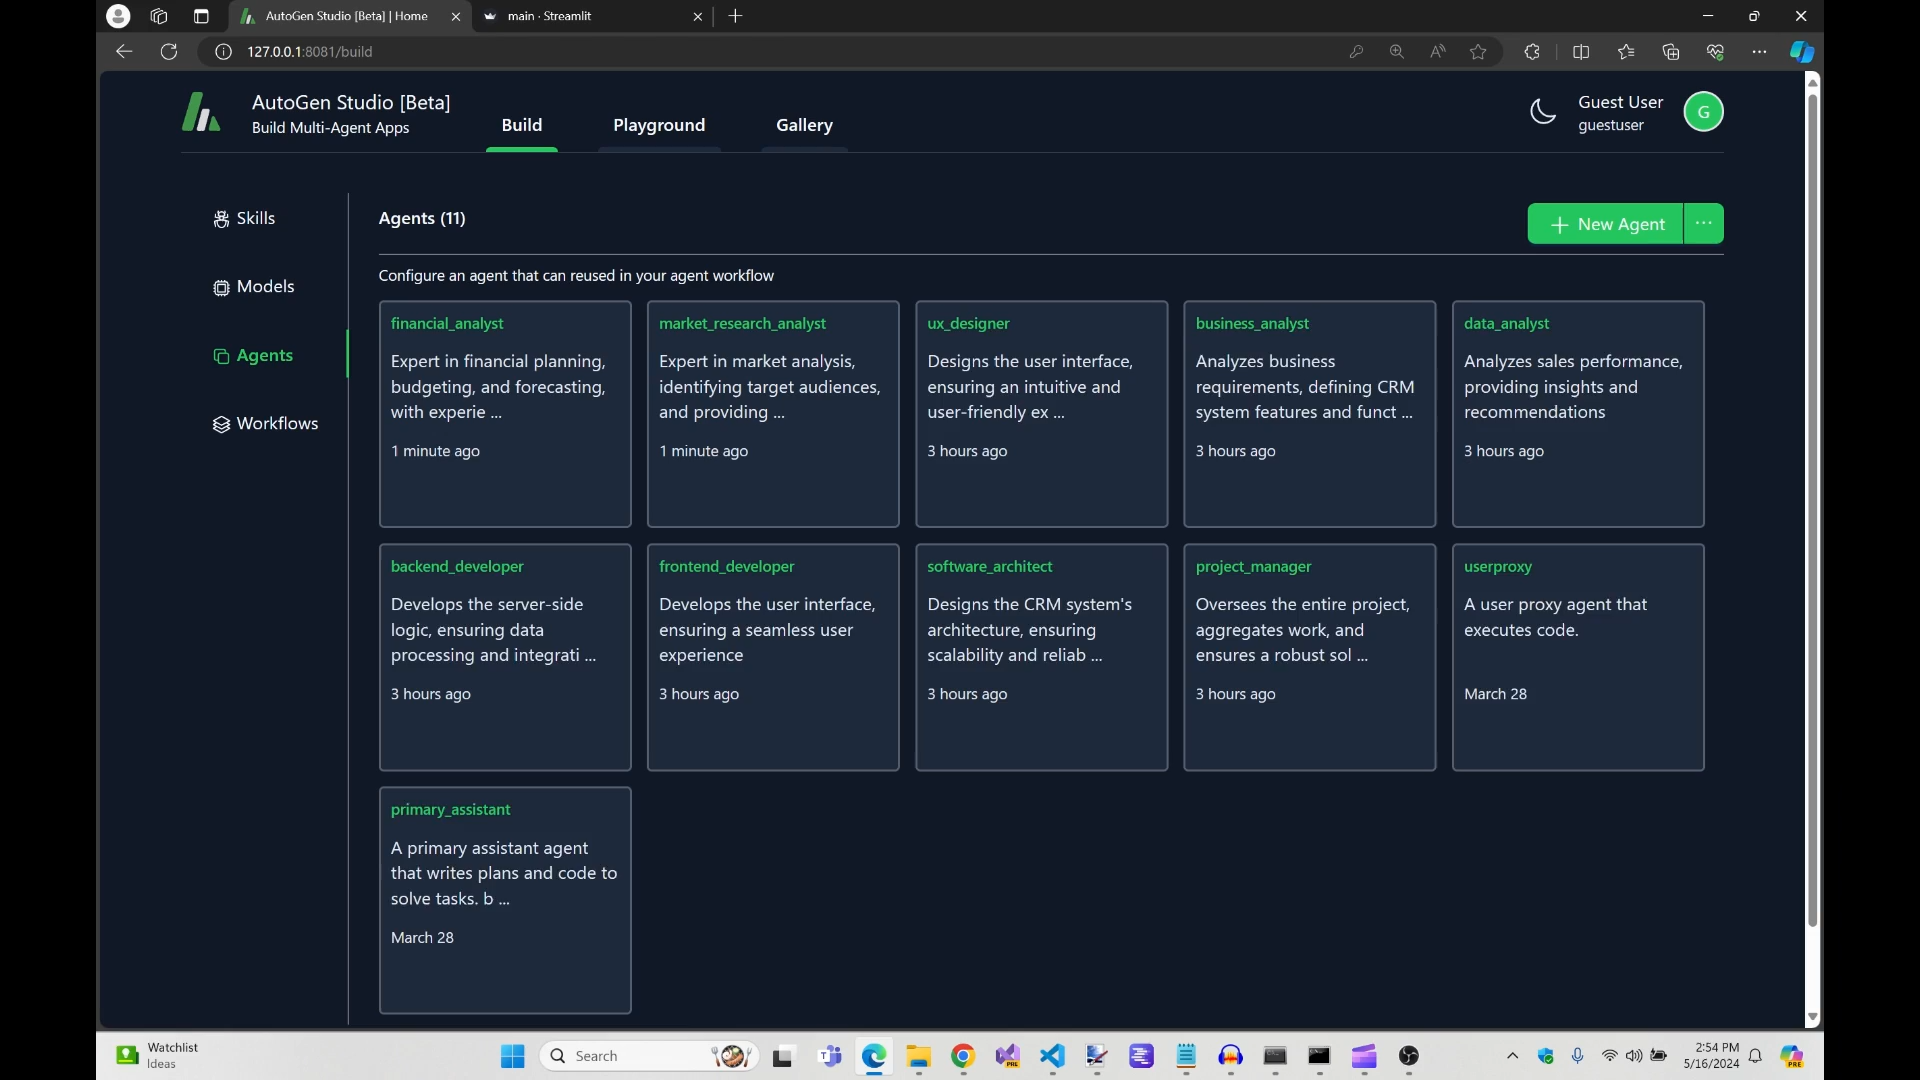 AutoGen Studio [Beta] | Home
main · Streamlit
127.0.0.1:8081/build
AutoGen Studio [Beta]
Build Multi-Agent Apps
Build
Playground
Gallery
Guest User
guestuser
G
Skills
Models
Agents
Workflows
Agents (11)
New Agent
Configure an agent that can reused in your agent workflow
financial_analyst
Expert in financial planning,
budgeting, and forecasting,
with experie ...
1 minute ago
market_research_analyst
Expert in market analysis,
identifying target audiences,
and providing ...
1 minute ago
ux_designer
Designs the user interface,
ensuring an intuitive and
user-friendly ex ...
3 hours ago
business_analyst
Analyzes business
requirements, defining CRM
system features and funct ...
3 hours ago
data_analyst
Analyzes sales performance,
providing insights and
recommendations
3 hours ago
backend_developer
Develops the server-side
logic, ensuring data
processing and integrati ...
3 hours ago
frontend_developer
Develops the user interface,
ensuring a seamless user
experience
3 hours ago
software_architect
Designs the CRM system's
architecture, ensuring
scalability and reliab ...
3 hours ago
project_manager
Oversees the entire project,
aggregates work, and
ensures a robust sol ...
3 hours ago
userproxy
A user proxy agent that
executes code.
March 28
primary_assistant
A primary assistant agent
that writes plans and code to
solve tasks. b ...
March 28
Watchlist
Ideas
Search
PRE
2:54 PM
5/16/2024
PRE